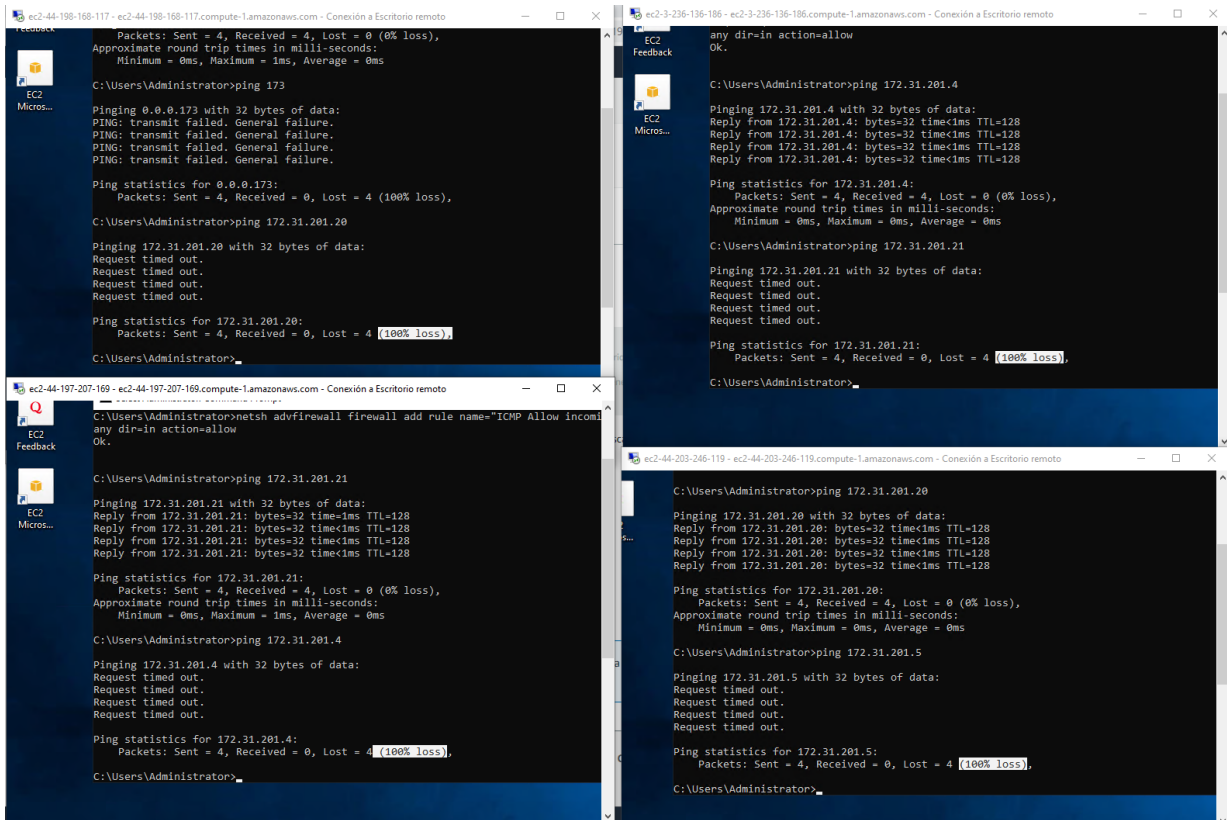 ec2-44-198-168-117 - ec2-44-198-168-117.compute-1.amazonaws.com - Conexión a Escritorio remoto
Feedback
EC2
Micros...
Packets: Sent = 4, Received = 4, Lost = 0 (0% loss),
Approximate round trip times in milli-seconds:
Minimum = 0ms, Maximum = 1ms, Average = 0ms
C:\Users\Administrator>ping 173
Pinging 0.0.0.173 with 32 bytes of data:
PING: transmit failed. General failure.
PING: transmit failed. General failure.
PING: transmit failed. General failure.
PING: transmit failed. General failure.
Ping statistics for 0.0.0.173:
Packets: Sent = 4, Received = 0, Lost = 4 (100% loss),
C:\Users\Administrator>ping 172.31.201.20
Pinging 172.31.201.20 with 32 bytes of data:
Request timed out.
Request timed out.
Request timed out.
Request timed out.
Ping statistics for 172.31.201.20:
Packets: Sent = 4, Received = 0, Lost = 4 (100% loss),
C:\Users\Administrator>
ec2-3-236-136-186 - ec2-3-236-136-186.compute-1.amazonaws.com - Conexión a Escritorio remoto
EC2
Feedback
EC2
Micros...
any dir=in action=allow
Ok.
C:\Users\Administrator>ping 172.31.201.4
Pinging 172.31.201.4 with 32 bytes of data:
Reply from 172.31.201.4: bytes=32 time<1ms TTL=128
Reply from 172.31.201.4: bytes=32 time<1ms TTL=128
Reply from 172.31.201.4: bytes=32 time<1ms TTL=128
Reply from 172.31.201.4: bytes=32 time<1ms TTL=128
Ping statistics for 172.31.201.4:
Packets: Sent = 4, Received = 4, Lost = 0 (0% loss),
Approximate round trip times in milli-seconds:
Minimum = 0ms, Maximum = 0ms, Average = 0ms
C:\Users\Administrator>ping 172.31.201.21
Pinging 172.31.201.21 with 32 bytes of data:
Request timed out.
Request timed out.
Request timed out.
Request timed out.
Ping statistics for 172.31.201.21:
Packets: Sent = 4, Received = 0, Lost = 4 (100% loss),
C:\Users\Administrator>
ec2-44-197-207-169 - ec2-44-197-207-169.compute-1.amazonaws.com - Conexión a Escritorio remoto
EC2
Feedback
EC2
Micros...
C:\Users\Administrator>netsh advfirewall firewall add rule name="ICMP Allow incomi
any dir=in action=allow
Ok.
C:\Users\Administrator>ping 172.31.201.21
Pinging 172.31.201.21 with 32 bytes of data:
Reply from 172.31.201.21: bytes=32 time=1ms TTL=128
Reply from 172.31.201.21: bytes=32 time<1ms TTL=128
Reply from 172.31.201.21: bytes=32 time<1ms TTL=128
Reply from 172.31.201.21: bytes=32 time<1ms TTL=128
Ping statistics for 172.31.201.21:
Packets: Sent = 4, Received = 4, Lost = 0 (0% loss),
Approximate round trip times in milli-seconds:
Minimum = 0ms, Maximum = 1ms, Average = 0ms
C:\Users\Administrator>ping 172.31.201.4
Pinging 172.31.201.4 with 32 bytes of data:
Request timed out.
Request timed out.
Request timed out.
Request timed out.
Ping statistics for 172.31.201.4:
Packets: Sent = 4, Received = 0, Lost = 4 (100% loss),
C:\Users\Administrator>
ec2-44-203-246-119 - ec2-44-203-246-119.compute-1.amazonaws.com - Conexión a Escritorio remoto
C:\Users\Administrator>ping 172.31.201.20
Pinging 172.31.201.20 with 32 bytes of data:
Reply from 172.31.201.20: bytes=32 time<1ms TTL=128
Reply from 172.31.201.20: bytes=32 time<1ms TTL=128
Reply from 172.31.201.20: bytes=32 time<1ms TTL=128
Reply from 172.31.201.20: bytes=32 time<1ms TTL=128
Ping statistics for 172.31.201.20:
Packets: Sent = 4, Received = 4, Lost = 0 (0% loss),
Approximate round trip times in milli-seconds:
Minimum = 0ms, Maximum = 0ms, Average = 0ms
C:\Users\Administrator>ping 172.31.201.5
Pinging 172.31.201.5 with 32 bytes of data:
Request timed out.
Request timed out.
Request timed out.
Request timed out.
Ping statistics for 172.31.201.5:
Packets: Sent = 4, Received = 0, Lost = 4 (100% loss),
C:\Users\Administrator>